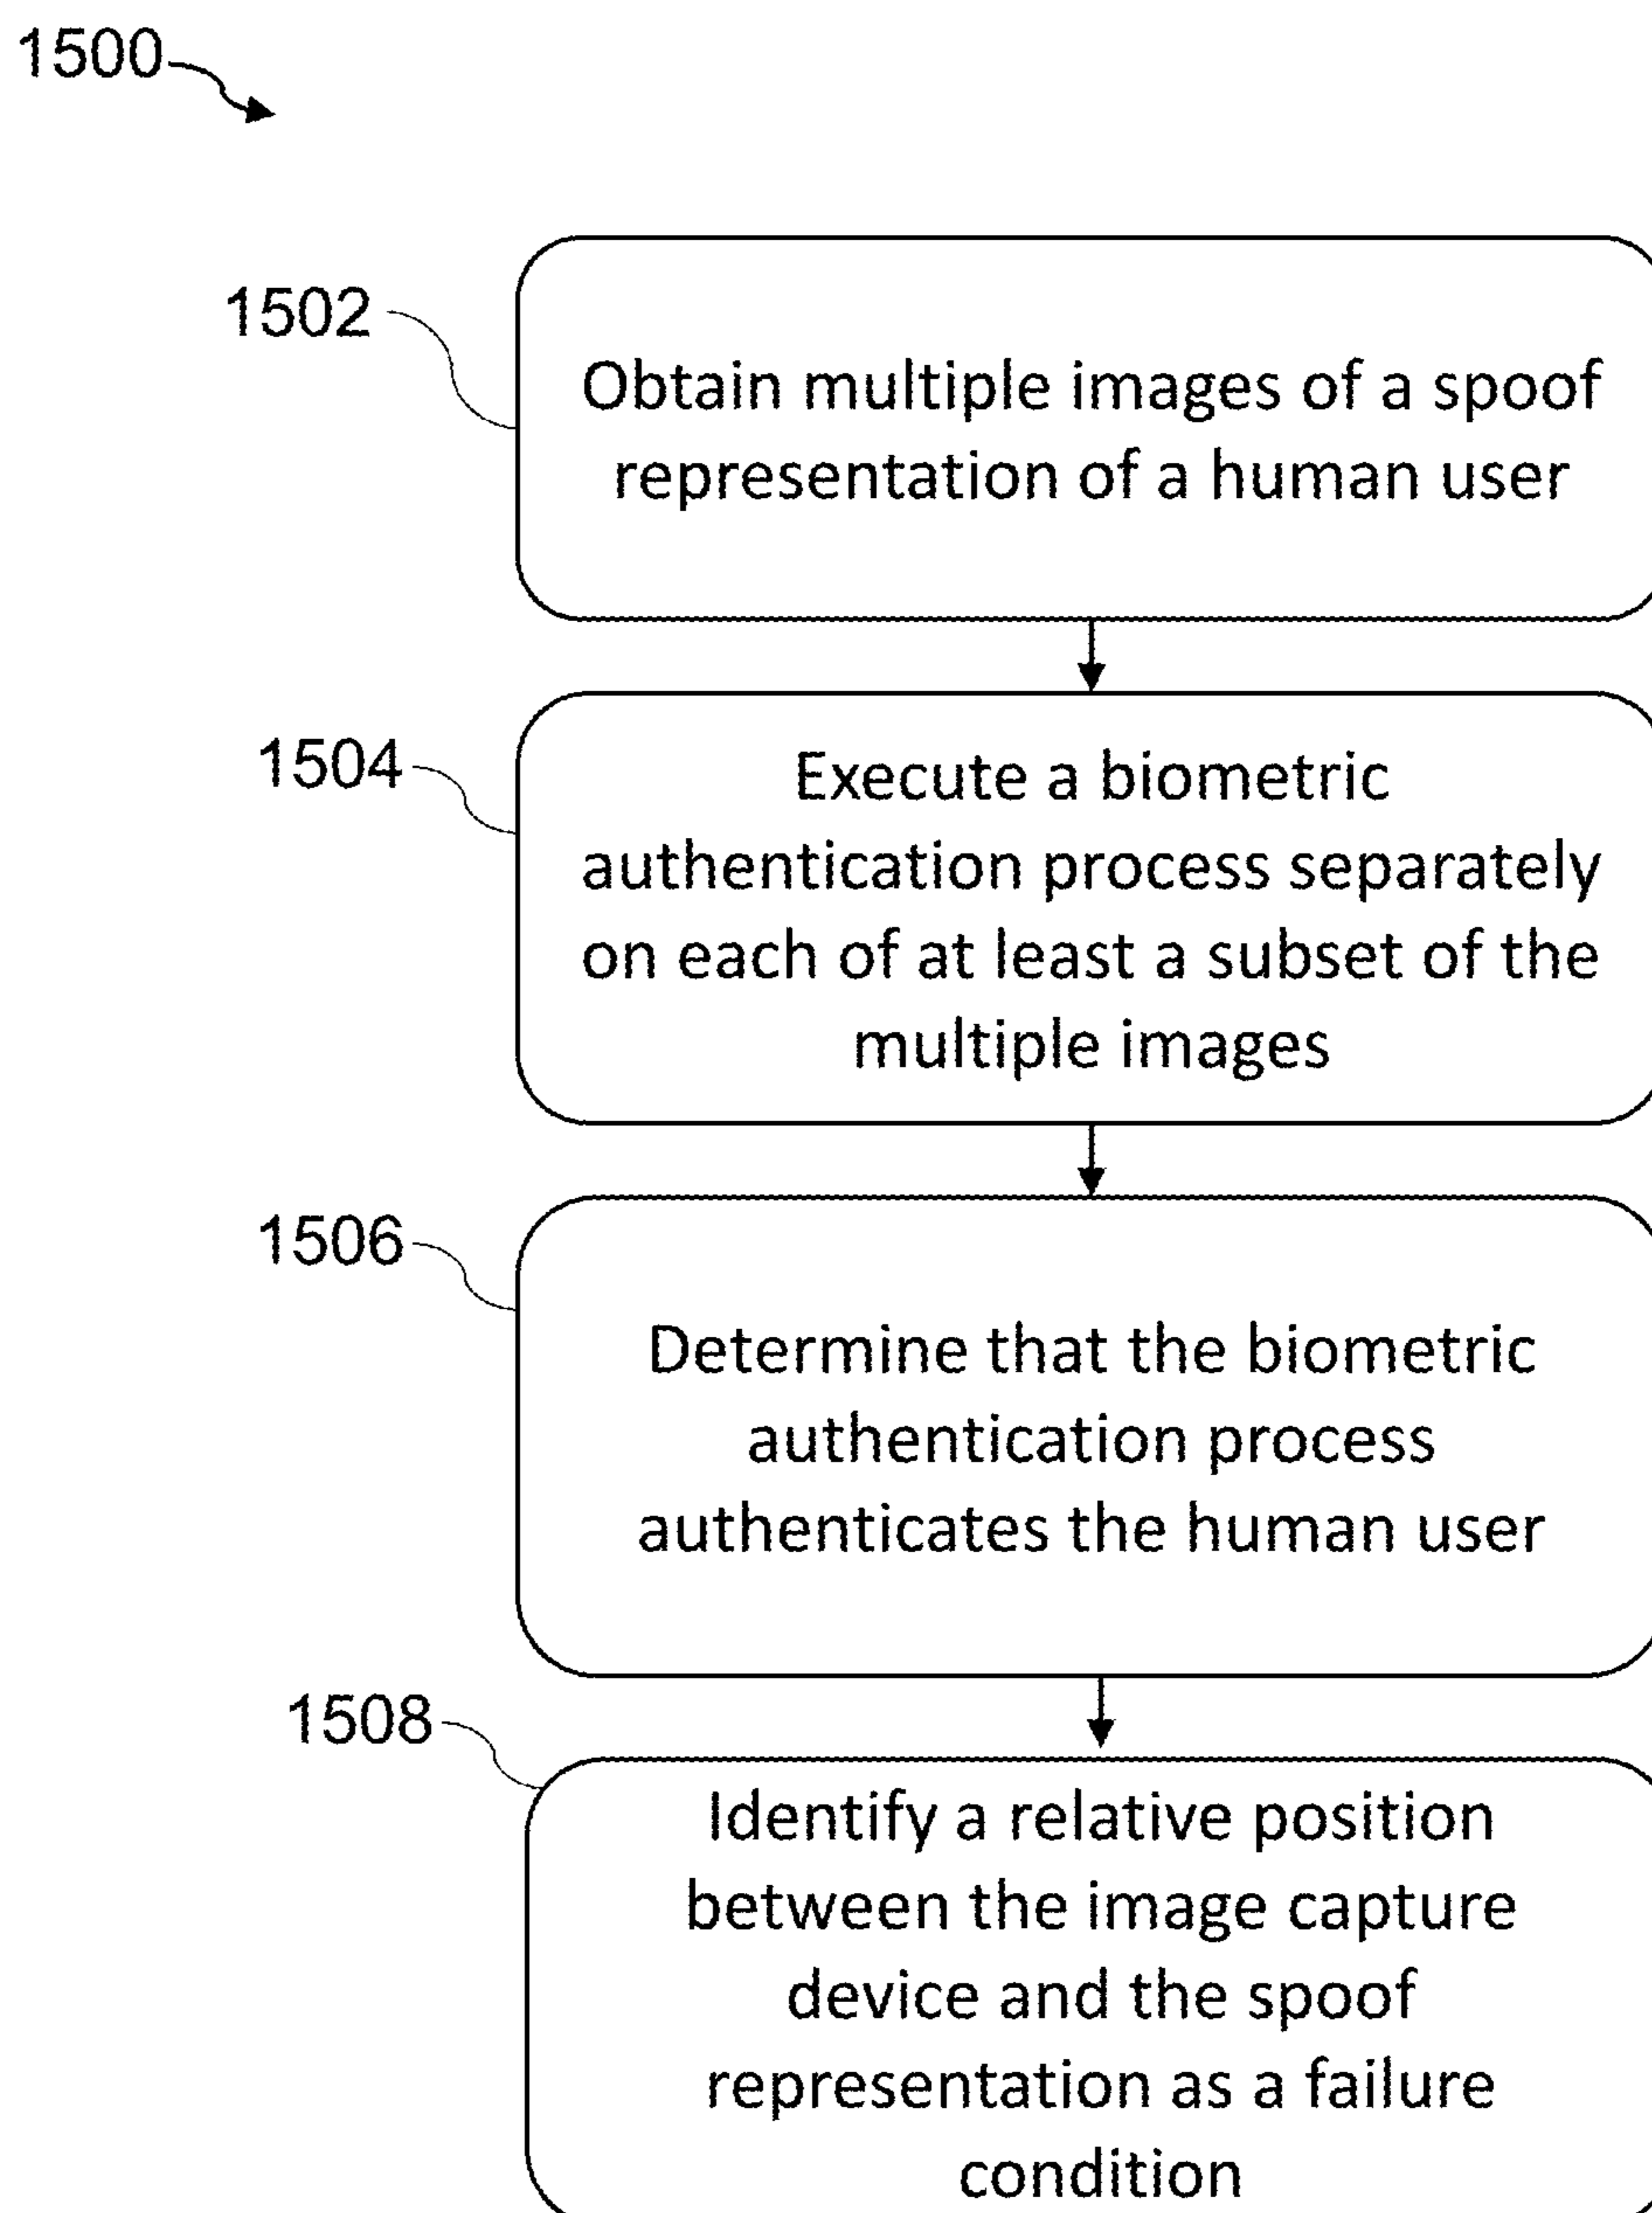 1500
1502
Obtain multiple images of a spoof
representation of a human user
1504
Execute a biometric
authentication process separately
on each of at least a subset of the
multiple images
1506
Determine that the biometric
authentication process
authenticates the human user
1508
Identify a relative position
between the image capture
device and the spoof
representation as a failure
condition